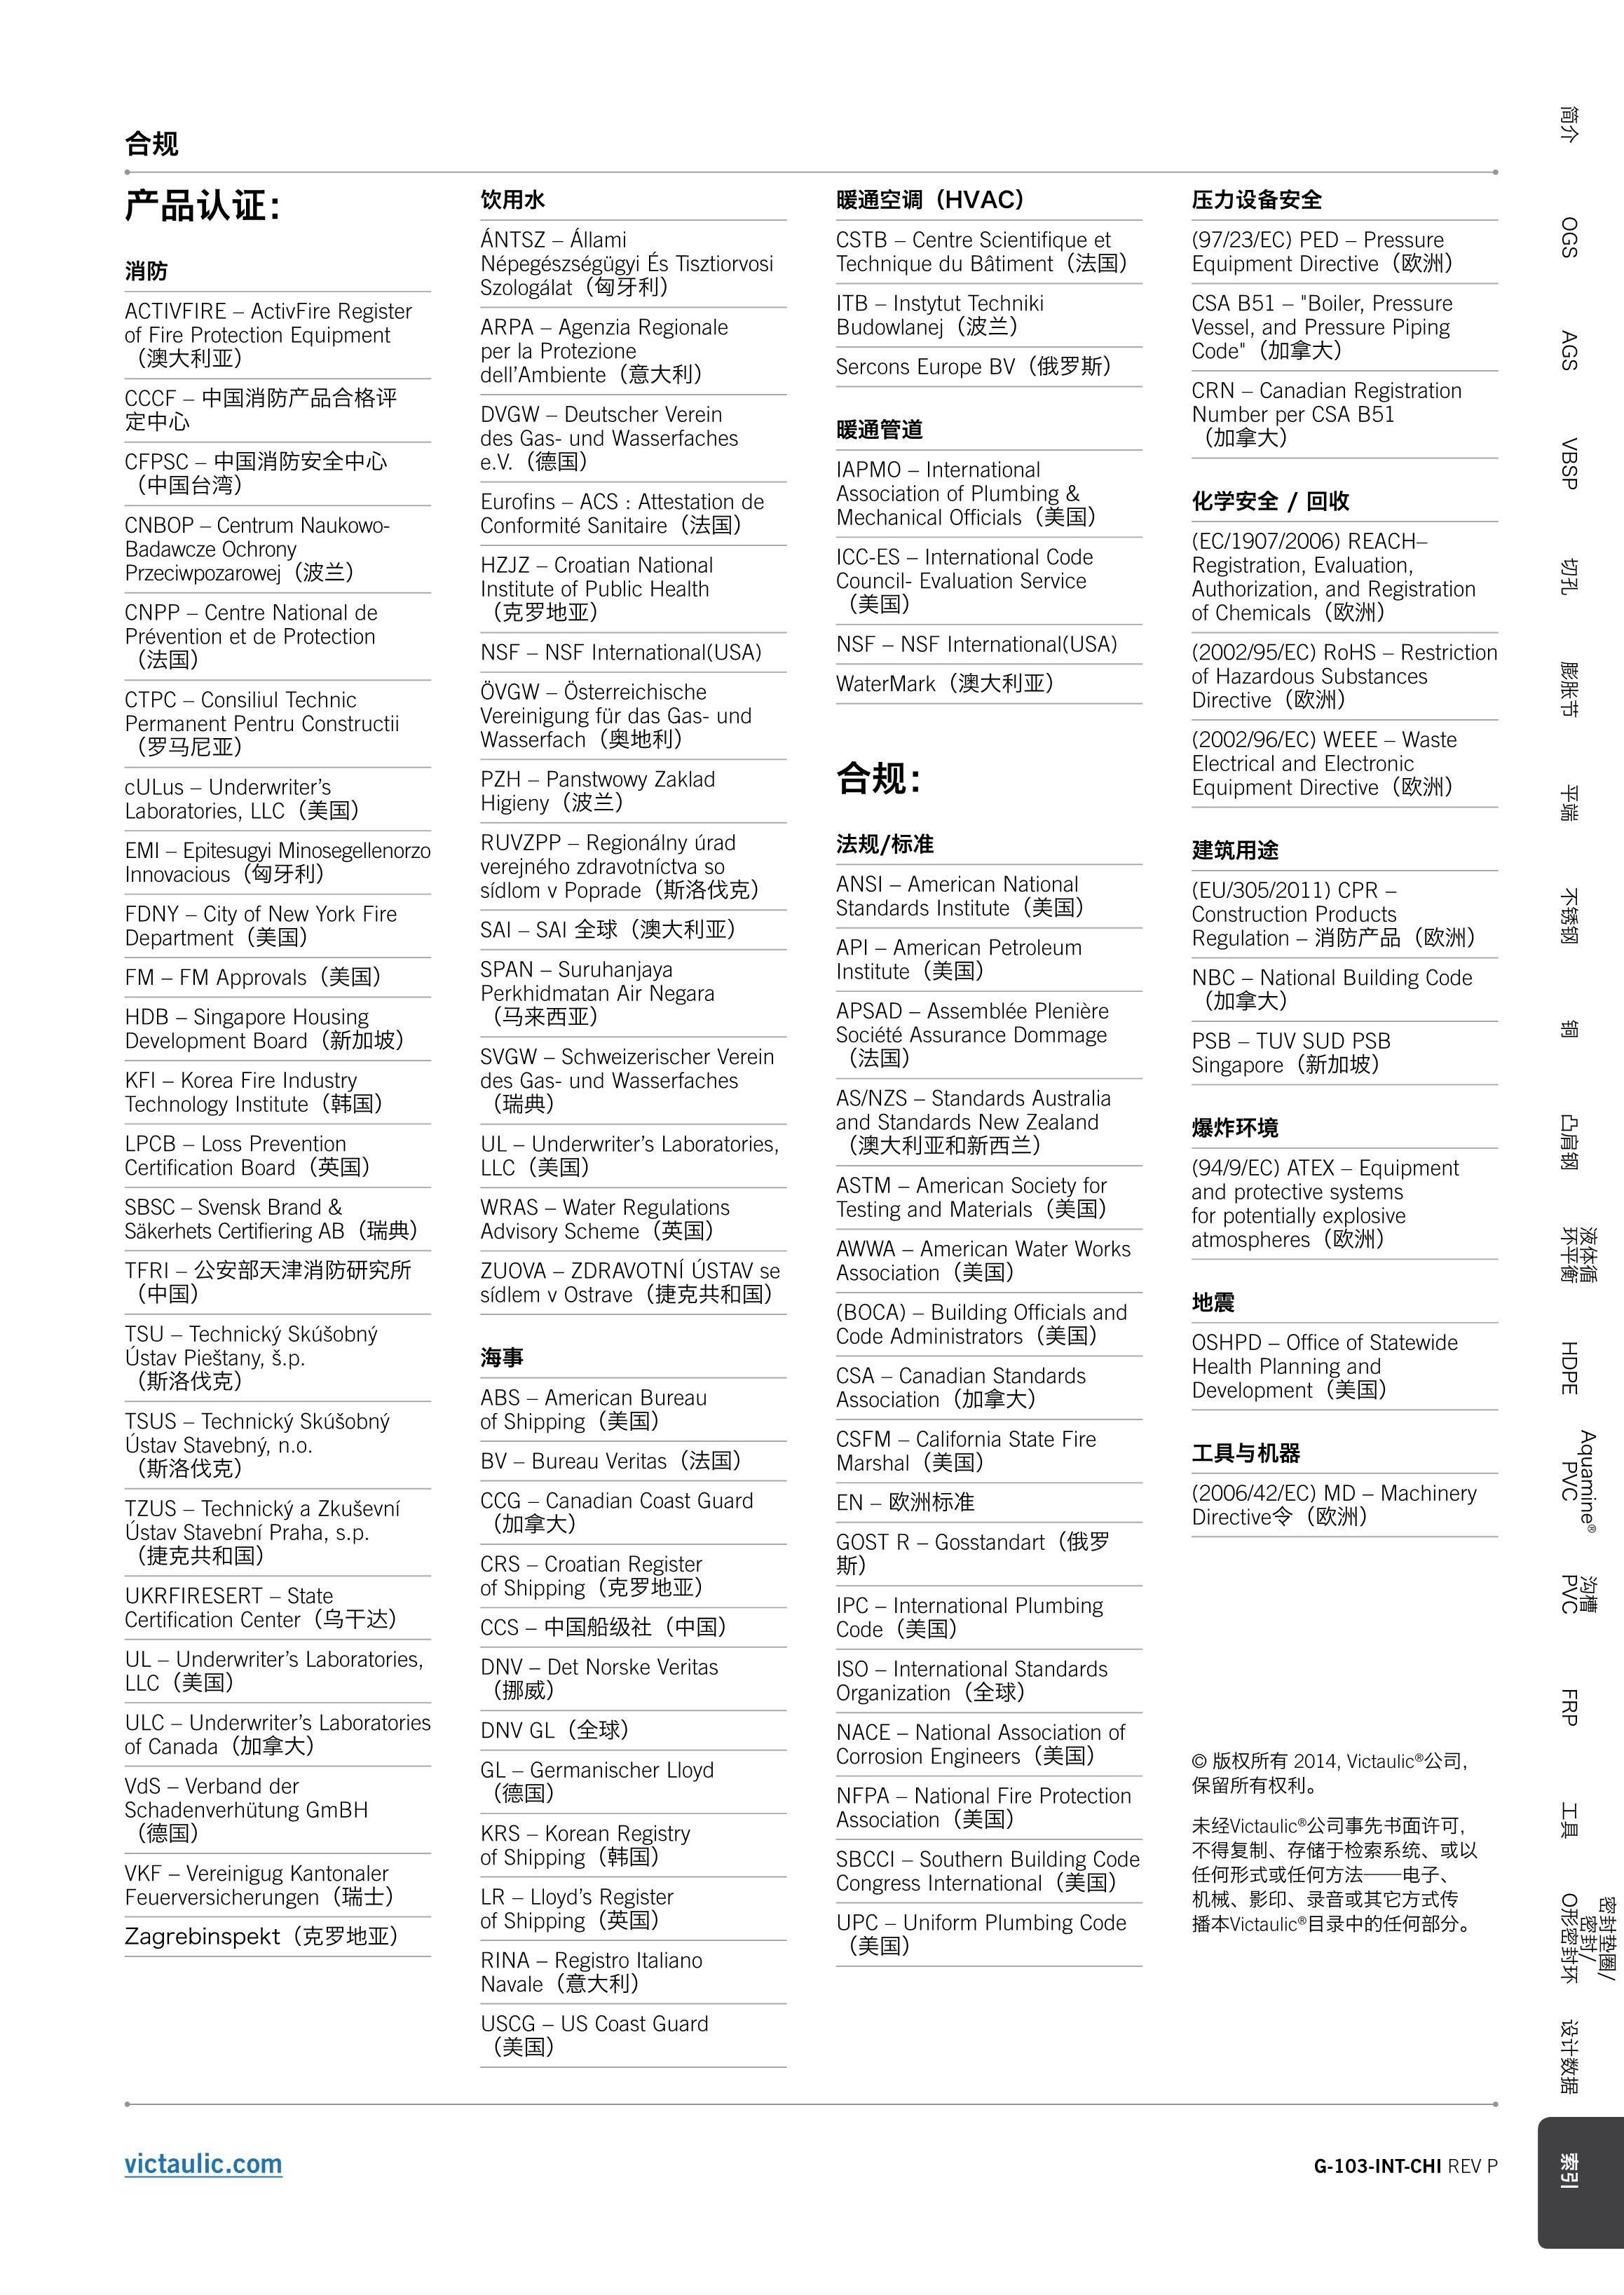 合规
产品认证：
消防
ACTIVFIRE – ActivFire Register
of Fire Protection Equipment
（澳大利亚）
CCCF – 中国消防产品合格评
定中心
CFPSC – 中国消防安全中心
（中国台湾）
CNBOP – Centrum Naukowo-
Badawcze Ochrony
Przeciwpozarowej（波兰）
CNPP – Centre National de
Prévention et de Protection
（法国）
CTPC – Consiliul Technic
Permanent Pentru Constructii
（罗马尼亚）
cULus – Underwriter’s
Laboratories, LLC（美国）
EMI – Epitesugyi Minosegellenorzo
Innovacious（匈牙利）
FDNY – City of New York Fire
Department（美国）
FM – FM Approvals（美国）
HDB – Singapore Housing
Development Board（新加坡）
KFI – Korea Fire Industry
Technology Institute（韩国）
LPCB – Loss Prevention
Certification Board（英国）
SBSC – Svensk Brand &
Säkerhets Certifiering AB（瑞典）
TFRI – 公安部天津消防研究所
（中国）
TSU – Technický Skúšobný
Ústav Pieštany, š.p.
（斯洛伐克）
TSUS – Technický Skúšobný
Ústav Stavebný, n.o.
（斯洛伐克）
TZUS – Technický a Zkuševní
Ústav Stavební Praha, s.p.
（捷克共和国）
UKRFIRESERT – State
Certification Center（乌干达）
UL – Underwriter’s Laboratories,
LLC（美国）
ULC – Underwriter’s Laboratories
of Canada（加拿大）
VdS – Verband der
Schadenverhütung GmBH
（德国）
VKF – Vereinigug Kantonaler
Feuerversicherungen（瑞士）
Zagrebinspekt（克罗地亚）
饮用水
ÁNTSZ – Állami
Népegészségügyi És Tisztiorvosi
Szologálat（匈牙利）
ARPA – Agenzia Regionale
per la Protezione
dell’Ambiente（意大利）
DVGW – Deutscher Verein
des Gas- und Wasserfaches
e.V.（德国）
Eurofins – ACS : Attestation de
Conformité Sanitaire（法国）
HZJZ – Croatian National
Institute of Public Health
（克罗地亚）
NSF – NSF International(USA)
ÖVGW – Österreichische
Vereinigung für das Gas- und
Wasserfach（奥地利）
PZH – Panstwowy Zaklad
Higieny（波兰）
RUVZPP – Regionálny úrad
verejného zdravotníctva so
sídlom v Poprade（斯洛伐克）
SAI – SAI 全球（澳大利亚）
SPAN – Suruhanjaya
Perkhidmatan Air Negara
（马来西亚）
SVGW – Schweizerischer Verein
des Gas- und Wasserfaches
（瑞典）
UL – Underwriter’s Laboratories,
LLC（美国）
WRAS – Water Regulations
Advisory Scheme（英国）
ZUOVA – ZDRAVOTNÍ ÚSTAV se
sídlem v Ostrave（捷克共和国）
海事
ABS – American Bureau
of Shipping（美国）
BV – Bureau Veritas（法国）
CCG – Canadian Coast Guard
（加拿大）
CRS – Croatian Register
of Shipping（克罗地亚）
CCS – 中国船级社（中国）
DNV – Det Norske Veritas
（挪威）
DNV GL（全球）
GL – Germanischer Lloyd
（德国）
KRS – Korean Registry
of Shipping（韩国）
LR – Lloyd’s Register
of Shipping（英国）
RINA – Registro Italiano
Navale（意大利）
USCG – US Coast Guard
（美国）
暖通空调（HVAC）
CSTB – Centre Scientifique et
Technique du Bâtiment（法国）
ITB – Instytut Techniki
Budowlanej（波兰）
Sercons Europe BV（俄罗斯）
暖通管道
IAPMO – International
Association of Plumbing &
Mechanical Officials（美国）
ICC-ES – International Code
Council- Evaluation Service
（美国）
NSF – NSF International(USA)
WaterMark（澳大利亚）
合规：
法规/标准
ANSI – American National
Standards Institute（美国）
API – American Petroleum
Institute（美国）
APSAD – Assemblée Plenière
Société Assurance Dommage
（法国）
AS/NZS – Standards Australia
and Standards New Zealand
（澳大利亚和新西兰）
ASTM – American Society for
Testing and Materials（美国）
AWWA – American Water Works
Association（美国）
(BOCA) – Building Officials and
Code Administrators（美国）
CSA – Canadian Standards
Association（加拿大）
CSFM – California State Fire
Marshal（美国）
EN – 欧洲标准
GOST R – Gosstandart（俄罗
斯）
IPC – International Plumbing
Code（美国）
ISO – International Standards
Organization（全球）
NACE – National Association of
Corrosion Engineers（美国）
NFPA – National Fire Protection
Association（美国）
SBCCI – Southern Building Code
Congress International（美国）
UPC – Uniform Plumbing Code
（美国）
压力设备安全
(97/23/EC) PED – Pressure
Equipment Directive（欧洲）
CSA B51 – "Boiler, Pressure
Vessel, and Pressure Piping
Code"（加拿大）
CRN – Canadian Registration
Number per CSA B51
（加拿大）
化学安全 / 回收
(EC/1907/2006) REACH–
Registration, Evaluation,
Authorization, and Registration
of Chemicals（欧洲）
(2002/95/EC) RoHS – Restriction
of Hazardous Substances
Directive（欧洲）
(2002/96/EC) WEEE – Waste
Electrical and Electronic
Equipment Directive（欧洲）
建筑用途
(EU/305/2011) CPR –
Construction Products
Regulation – 消防产品（欧洲）
NBC – National Building Code
（加拿大）
PSB – TUV SUD PSB
Singapore（新加坡）
爆炸环境
(94/9/EC) ATEX – Equipment
and protective systems
for potentially explosive
atmospheres（欧洲）
地震
OSHPD – Office of Statewide
Health Planning and
Development（美国）
工具与机器
(2006/42/EC) MD – Machinery
Directive令（欧洲）
© 版权所有 2014, Victaulic®公司，
保留所有权利。
未经Victaulic®公司事先书面许可，
不得复制、存储于检索系统、或以
任何形式或任何方法——电子、
机械、影印、录音或其它方式传
播本Victaulic®目录中的任何部分。
简介
OGS
AGS
VBSP
切孔
膨胀节
平端
不锈钢
铜
凸肩钢
液体循
环平衡
HDPE
Aquamine®
PVC
沟槽
PVC
FRP
工具
密封垫圈/
密封/
O形密封环
设计数据
索引
victaulic.com
G-103-INT-CHI REV P